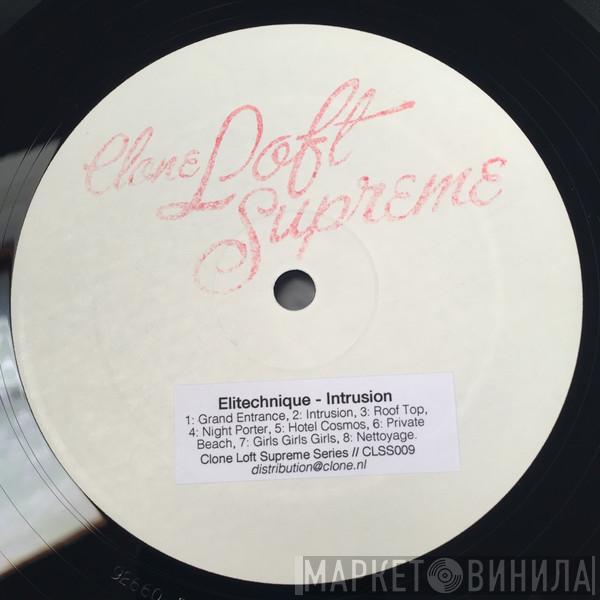 Clone Loft
Supreme
Elitechnique - Intrusion
1: Grand Entrance, 2: Intrusion, 3: Roof Top,
4: Night Porter, 5: Hotel Cosmos, 6: Private
Beach, 7: Girls Girls Girls, 8: Nettoyage.
Clone Loft Supreme Series // CLSS009
distribution@clone.nl
МАРКЕТ ВИНИЛА